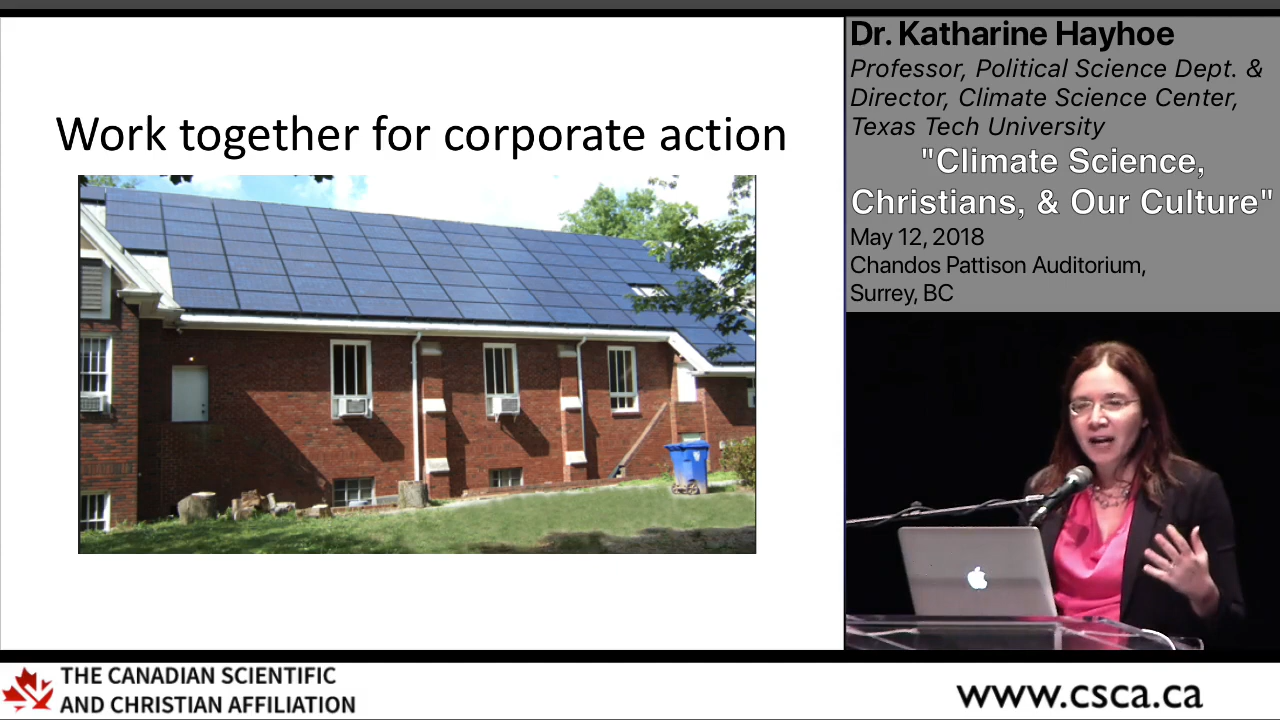 Work together for corporate action
Dr. Katharine Hayhoe
Professor, Political Science Dept. &
Director, Climate Science Center,
Texas Tech University
"Climate Science,
Christians, & Our Culture"
May 12, 2018
Chandos Pattison Auditorium,
Surrey, BC
THE CANADIAN SCIENTIFIC
AND CHRISTIAN AFFILIATION
www.csca.ca